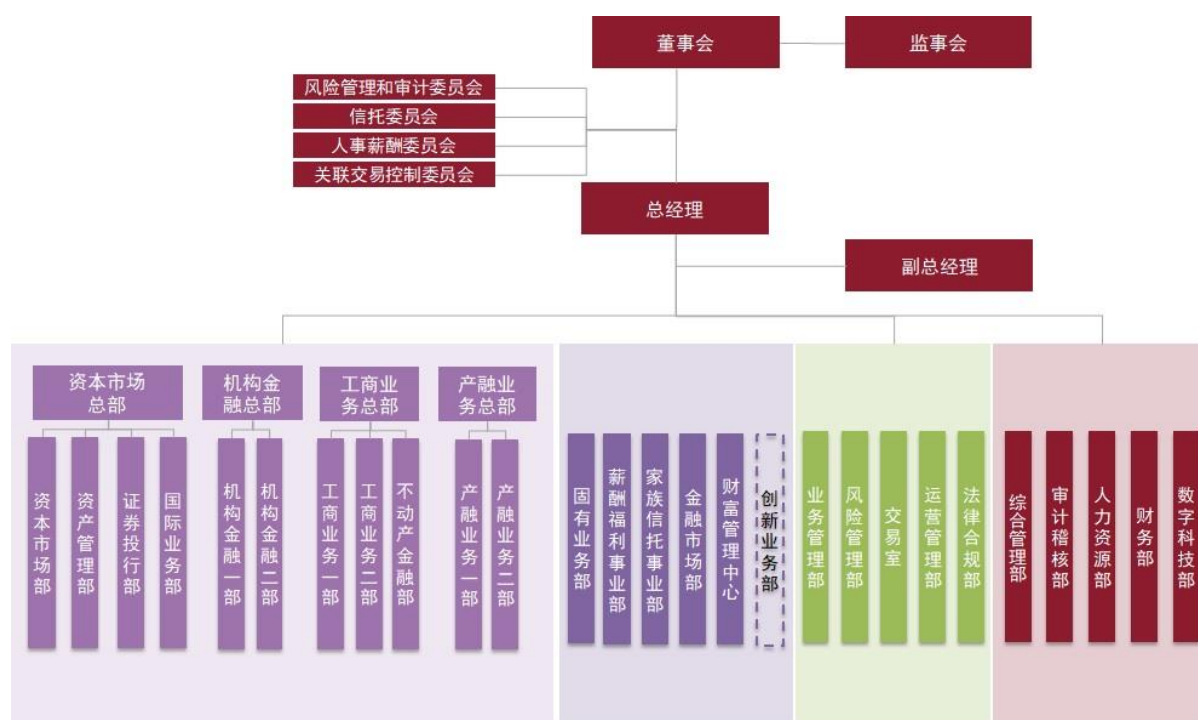 董事会
监事会
风险管理和审计委员会
信托委员会
人事薪酬委员会
关联交易控制委员会
总经理
副总经理
资本市场
总部
机构金
融总部
工商业
务总部
产融业
务总部
资本市场部
资产管理部
证券投行部
国际业务部
机构金融一部
机构金融二部
工商业务一部
工商业务二部
不动产金融部
产融业务一部
产融业务二部
固有业务部
薪酬福利事业部
家族信托事业部
金融市场部
财富管理中心
创新业务部
业务管理部
风险管理部
交易室
运营管理部
法律合规部
综合管理部
审计稽核部
人力资源部
财务部
数字科技部